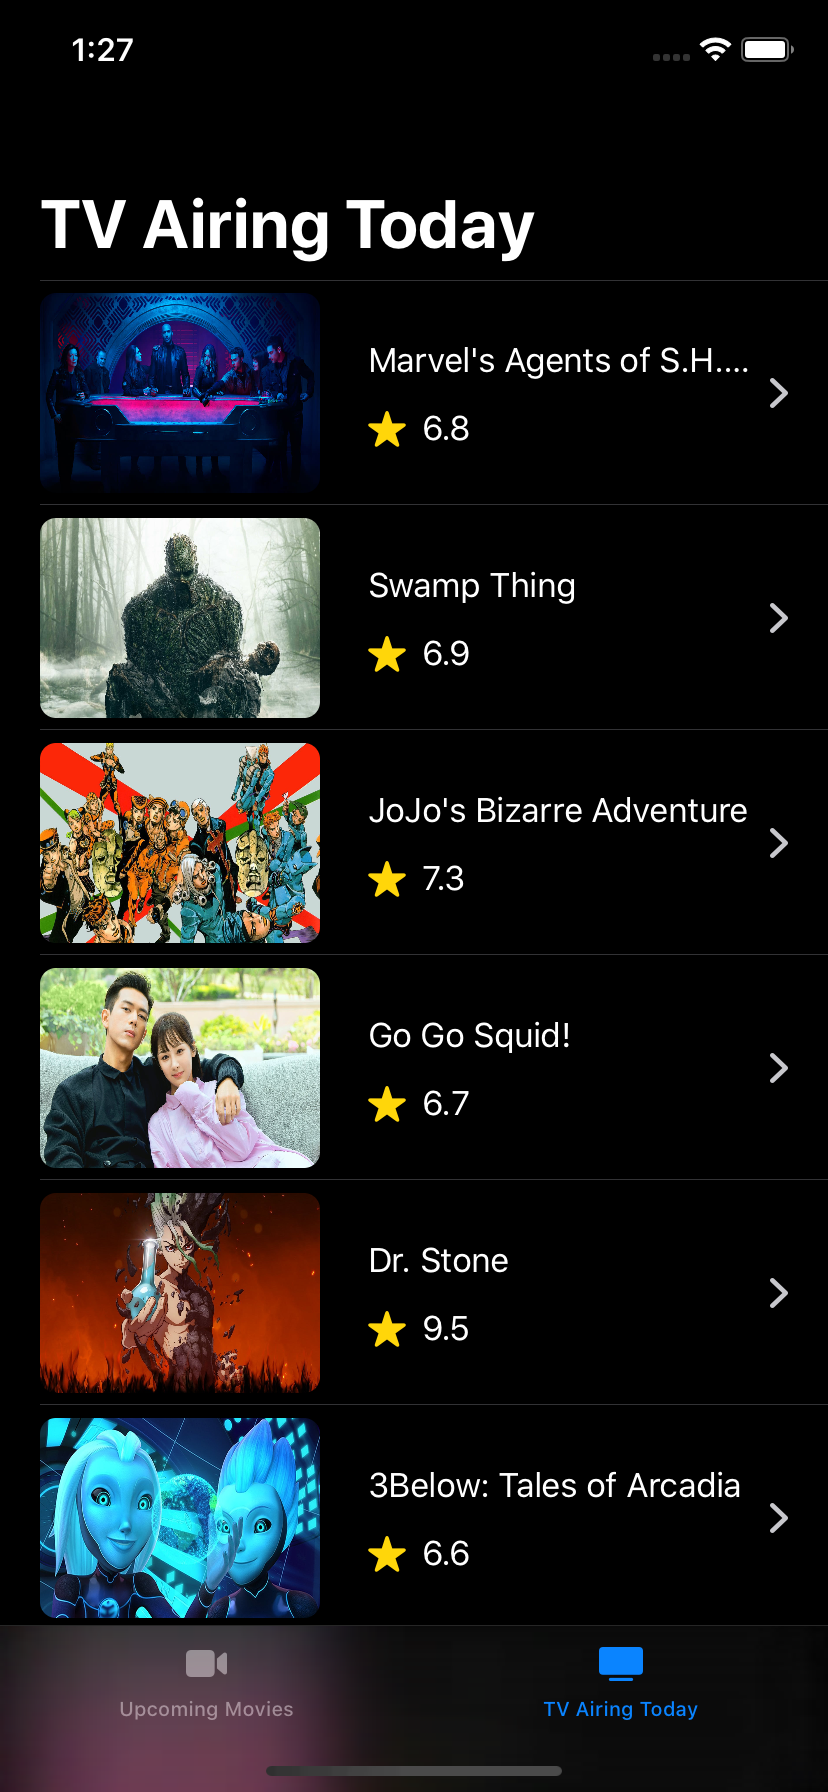 1:27
TV Airing Today
Marvel's Agents of S.H....
6.8
Swamp Thing
6.9
JoJo's Bizarre Adventure
7.3
Go Go Squid!
6.7
Dr. Stone
9.5
3Below: Tales of Arcadia
6.6
Upcoming Movies
TV Airing Today